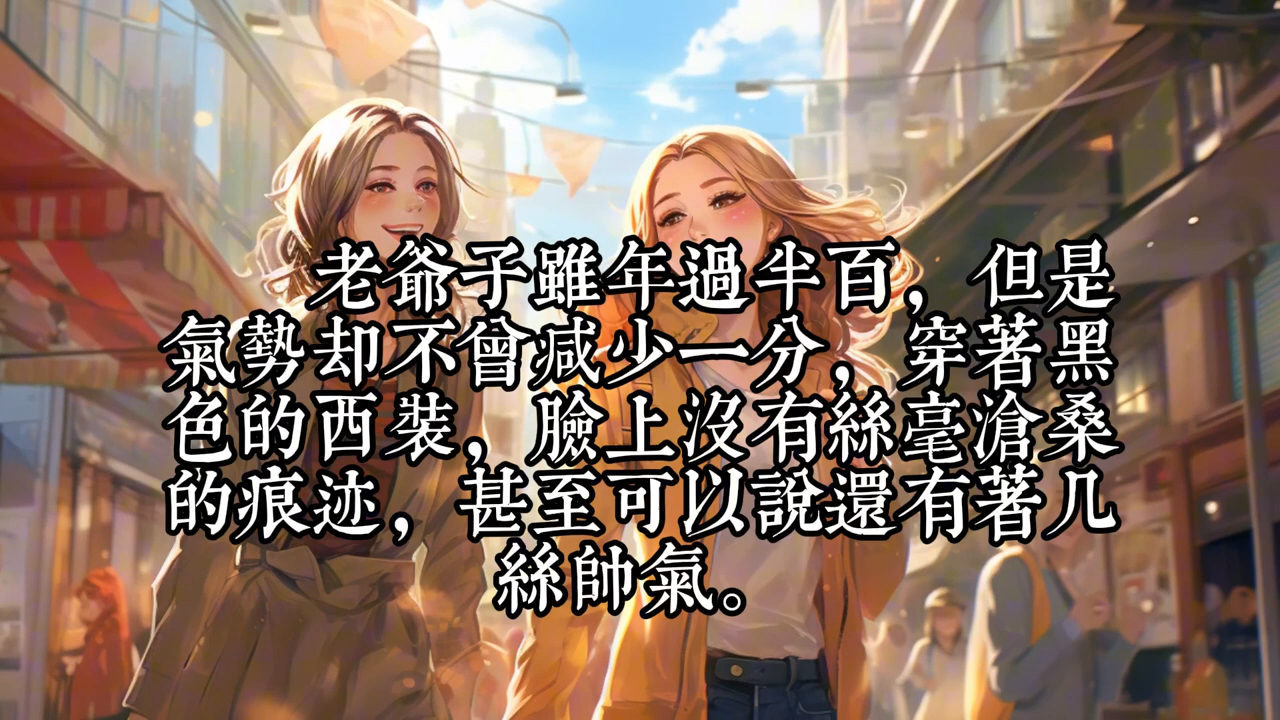 老爺子雖年過半百，但是
氣勢却不曾减少一分，穿著黑
色的西裝，臉上沒有絲毫滄桑
的痕迹，甚至可以說還有著几
絲帥氣。